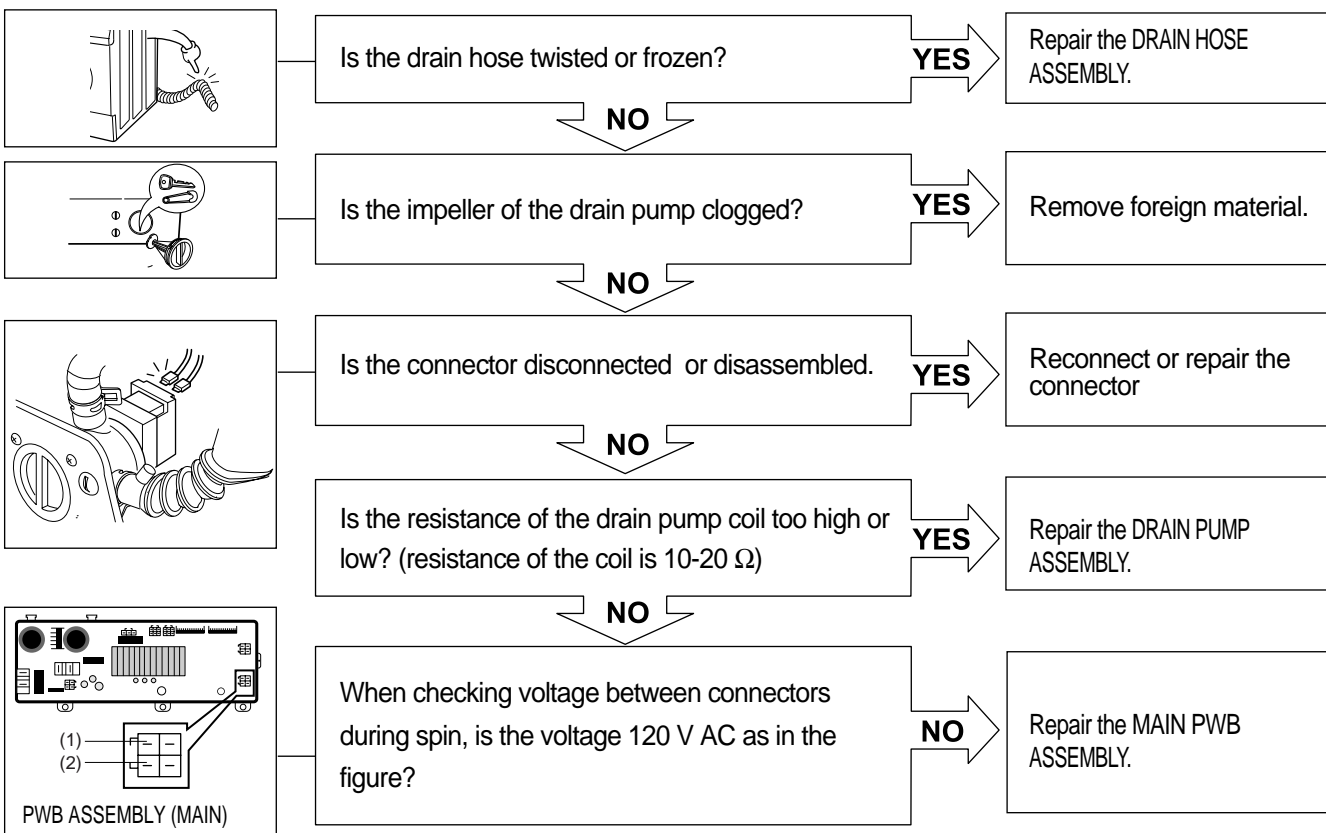 Is the drain hose twisted or frozen?
YES
Repair the DRAIN HOSE
ASSEMBLY.
NO
Is the impeller of the drain pump clogged?
YES
Remove foreign material.
NO
Is the connector disconnected or disassembled.
YES
Reconnect or repair the
connector
NO
Is the resistance of the drain pump coil too high or
low? (resistance of the coil is 10-20 Ω)
YES
Repair the DRAIN PUMP
ASSEMBLY.
NO
(1)
(2)
PWB ASSEMBLY (MAIN)
When checking voltage between connectors
during spin, is the voltage 120 V AC as in the
figure?
NO
Repair the MAIN PWB
ASSEMBLY.